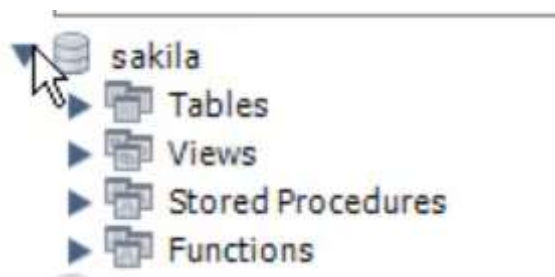 sakila
Tables
Views
Stored Procedures
Functions